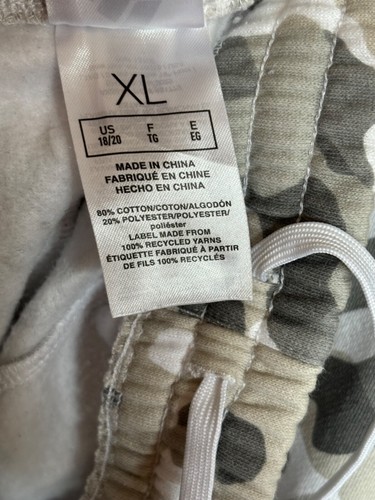 XL
US F E
18/20 TG EG
MADE IN CHINA
FABRIQUÉ EN CHINE
HECHO EN CHINA
80% COTTON/COTON/ALGODÓN
20% POLYESTER/POLYESTER/
poliéster
LABEL MADE FROM
100% RECYCLED YARNS
ÉTIQUETTE FABRIQUÉ À PARTIR
DE FILS 100% RECYCLÉS